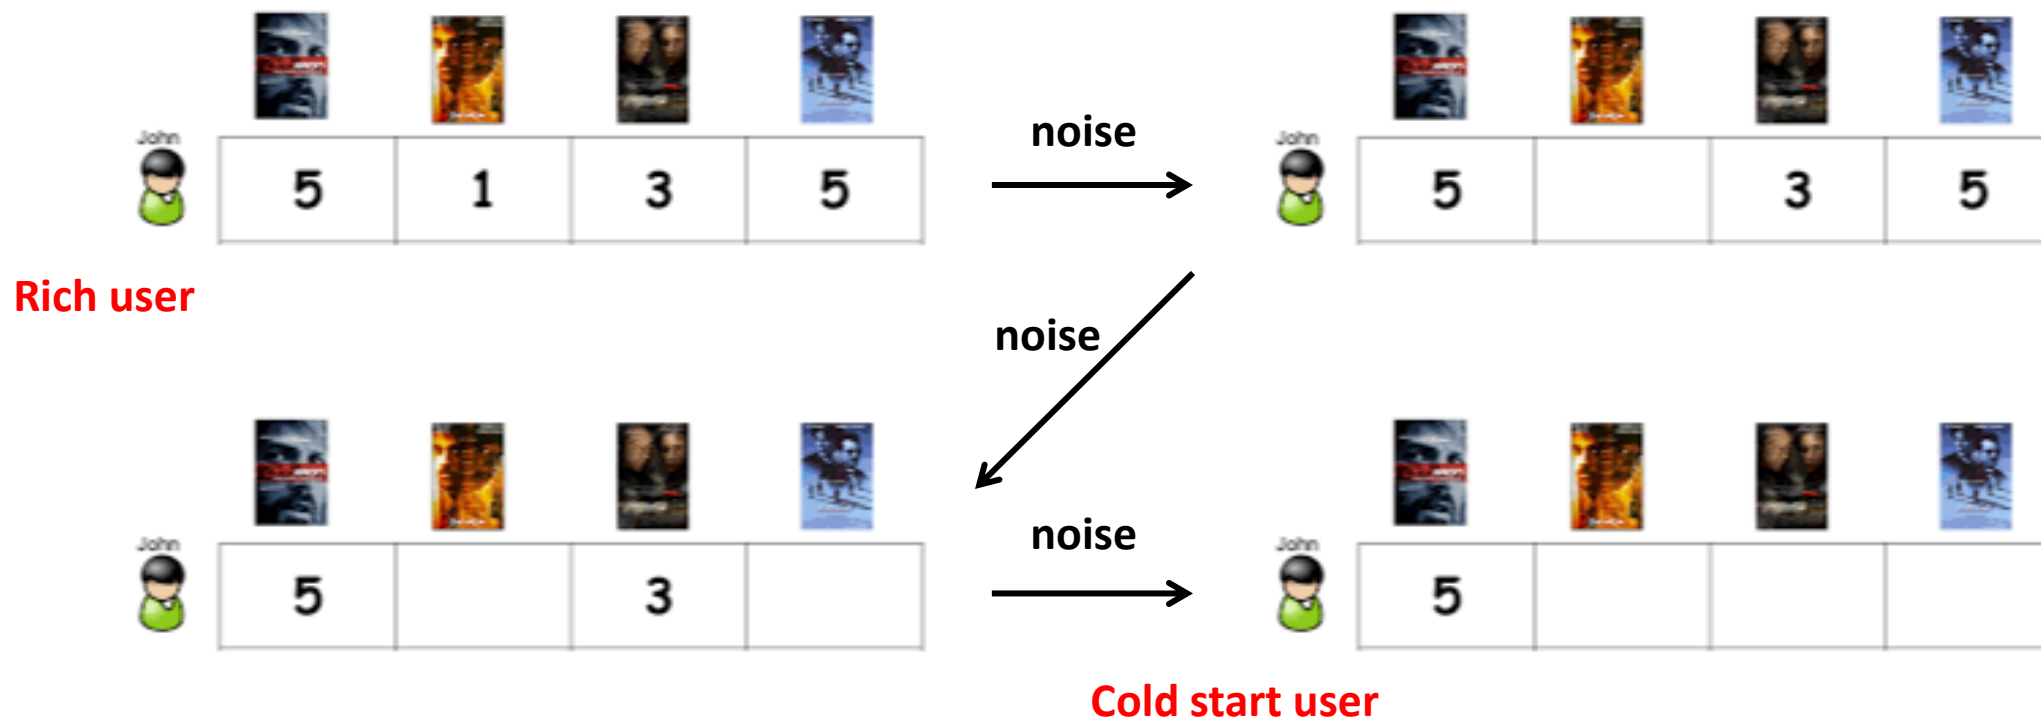 John
5 1 3 5
noise
John
5 3 5
Rich user
noise
John
5 3
noise
John
5
Cold start user